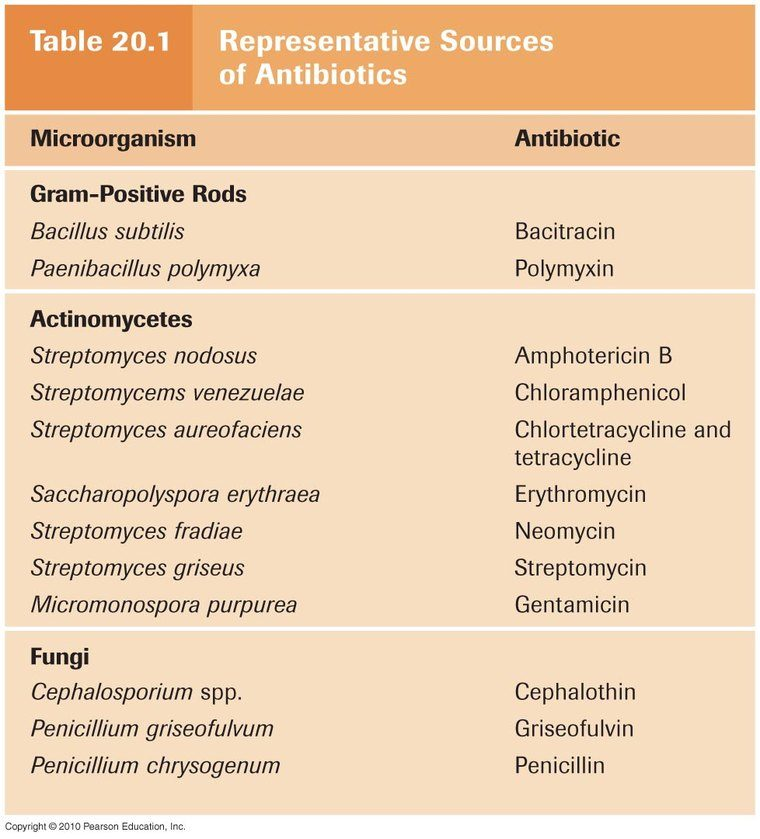 Table 20.1
Representative Sources
of Antibiotics
Microorganism Antibiotic
Gram-Positive Rods
Bacillus subtilis Bacitracin
Paenibacillus polymyxa Polymyxin
Actinomycetes
Streptomyces nodosus Amphotericin B
Streptomycems venezuelae Chloramphenicol
Streptomyces aureofaciens Chlortetracycline and
tetracycline
Saccharopolyspora erythraea Erythromycin
Streptomyces fradiae Neomycin
Streptomyces griseus Streptomycin
Micromonospora purpurea Gentamicin
Fungi
Cephalosporium spp. Cephalothin
Penicillium griseofulvum Griseofulvin
Penicillium chrysogenum Penicillin
Copyright © 2010 Pearson Education, Inc.